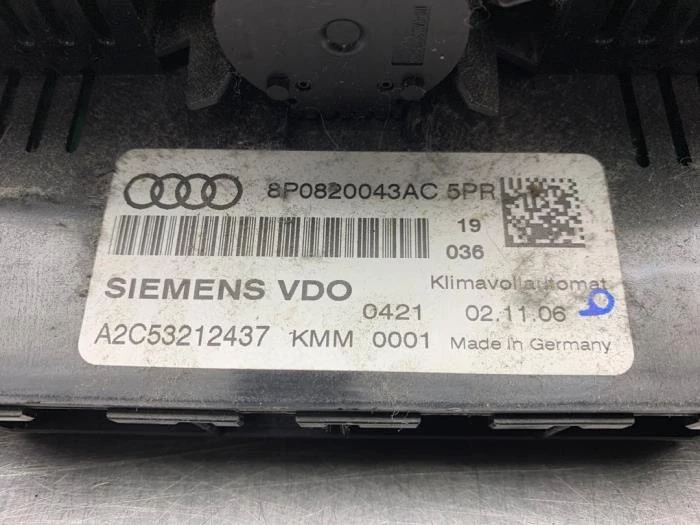 8P0820043AC 5PR
19
036
SIEMENS VDO
Klimavollautomat
0421 02.11.06
A2C53212437 KMM 0001 Made in Germany